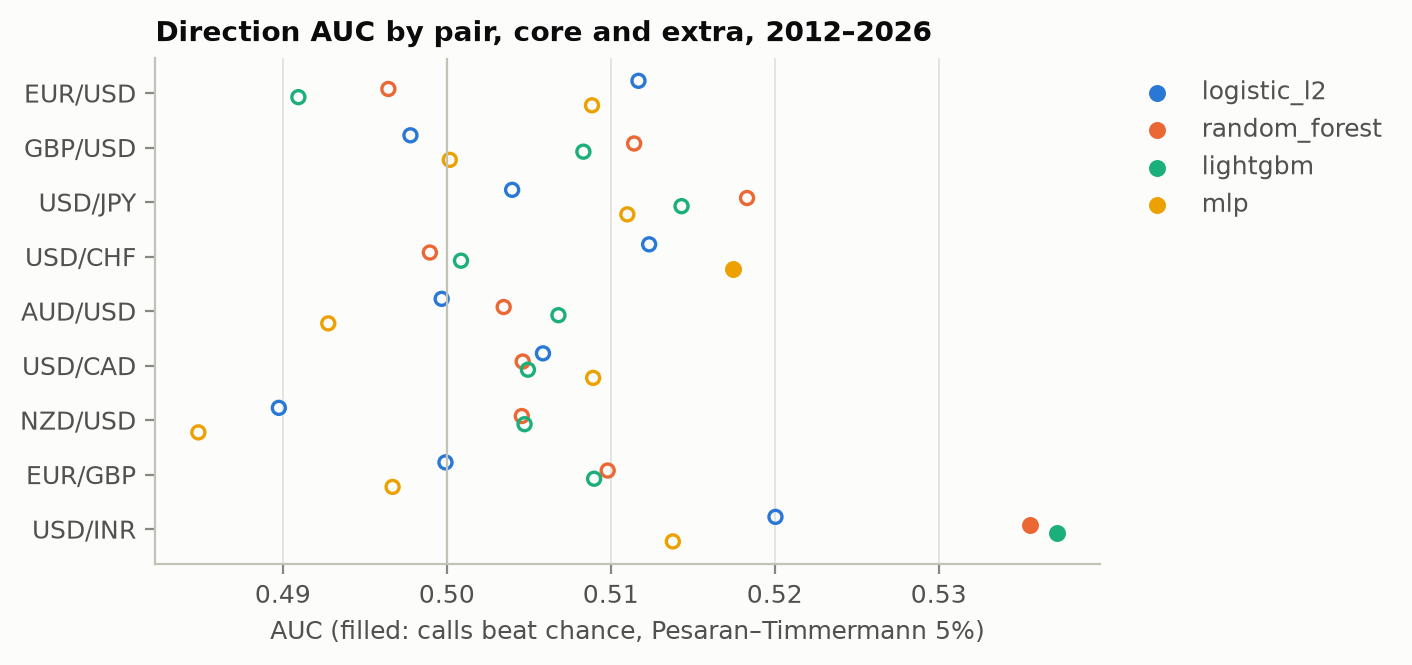 Direction AUC by pair, core and extra, 2012–2026
EUR/USD
GBP/USD
USD/JPY
USD/CHF
AUD/USD
USD/CAD
NZD/USD
EUR/GBP
USD/INR
0.49 0.50 0.51 0.52 0.53
AUC (filled: calls beat chance, Pesaran–Timmermann 5%)
logistic_l2
random_forest
lightgbm
mlp